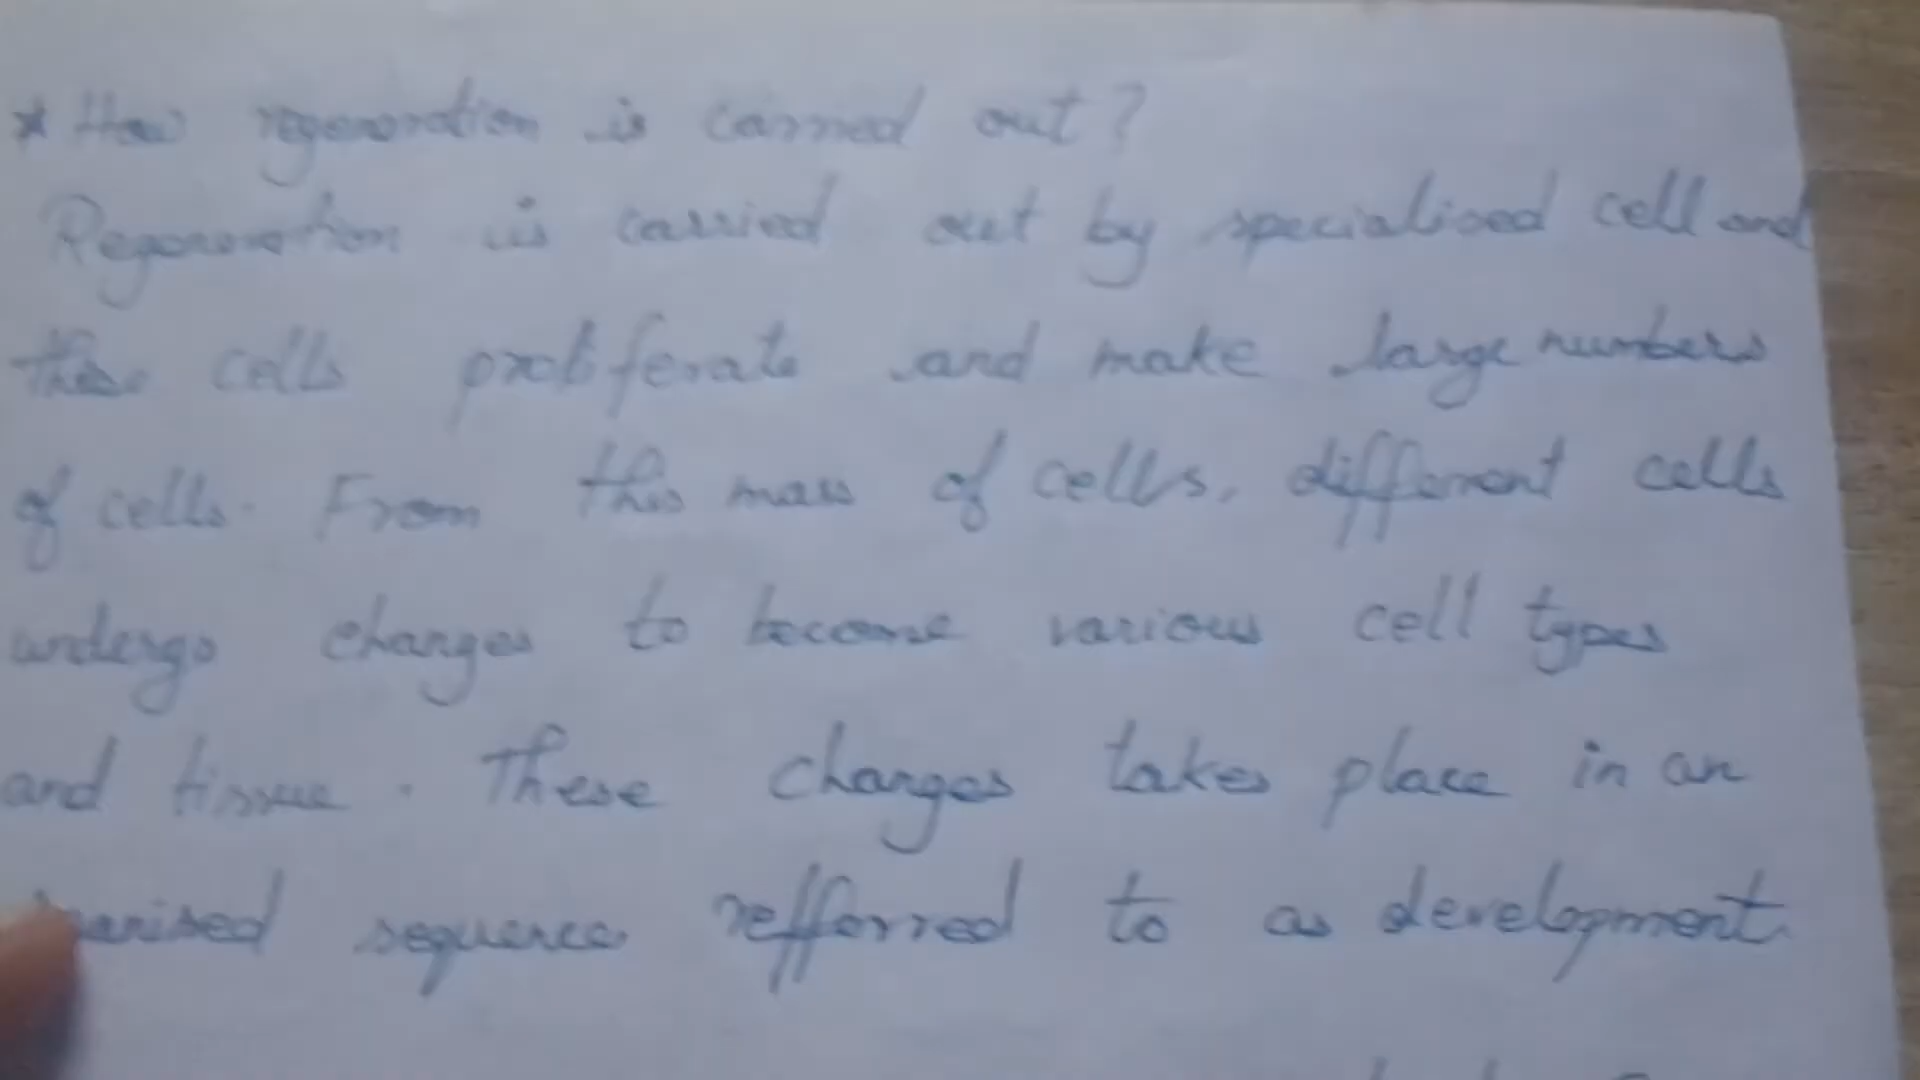 * How regeneration is carried out?
Regeneration is carried out by specialised cell and
these cells proliferate and make large numbers
of cells. From this mass of cells, different cells
undergo changes to become various cell types
and tissue. These changes takes place in an
sequence refferred to as development